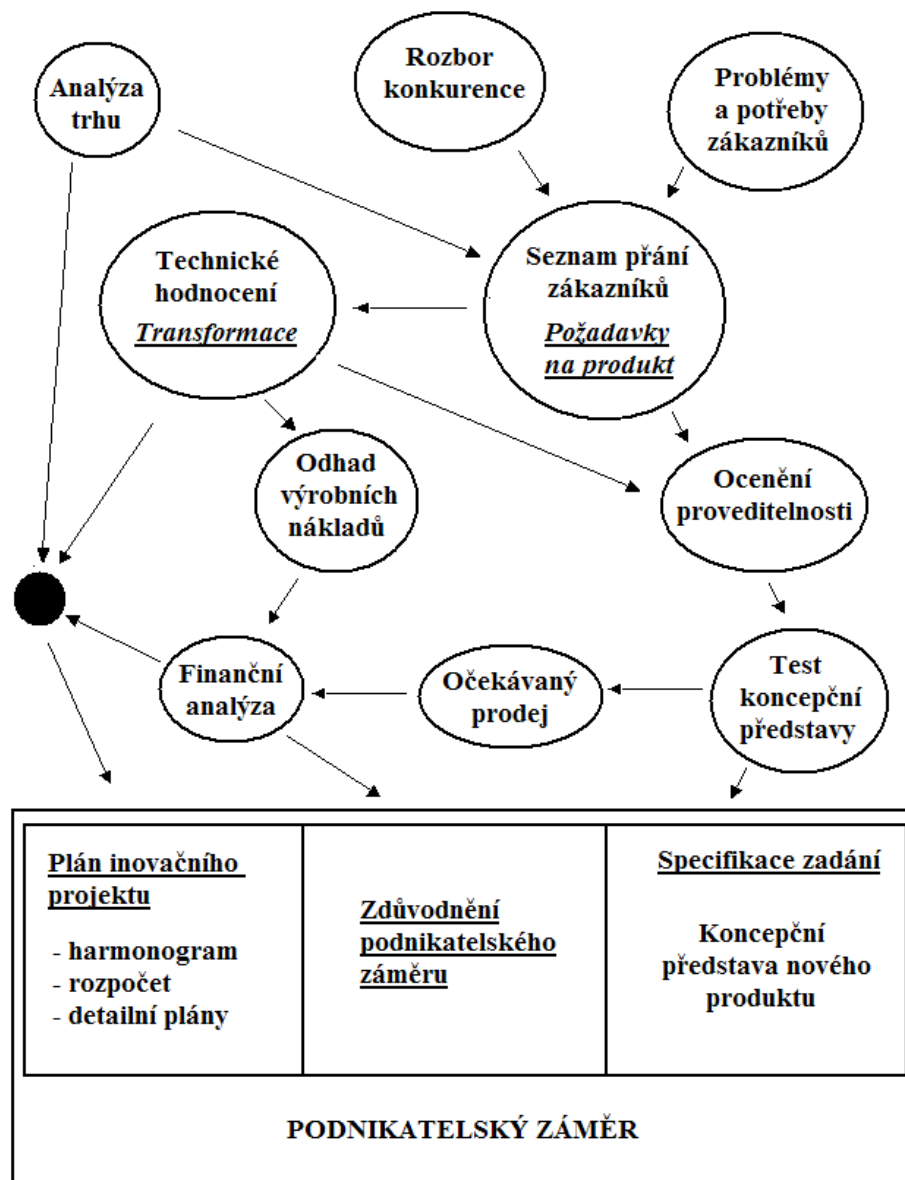 Analýza
trhu
Rozbor
konkurence
Problémy
a potřeby
zákazníků
Technické
hodnocení
Transformace
Seznam přání
zákazníků
Požadavky
na produkt
Odhad
výrobních
nákladů
Ocenění
proveditelnosti
Finanční
analýza
Očekávaný
prodej
Test
koncepční
představy
Plán inovačního
projektu
- harmonogram
- rozpočet
- detailní plány
Zdůvodnění
podnikatelského
záměru
Specifikace zadání
Koncepční
představa nového
produktu
PODNIKATELSKÝ ZÁMĚR